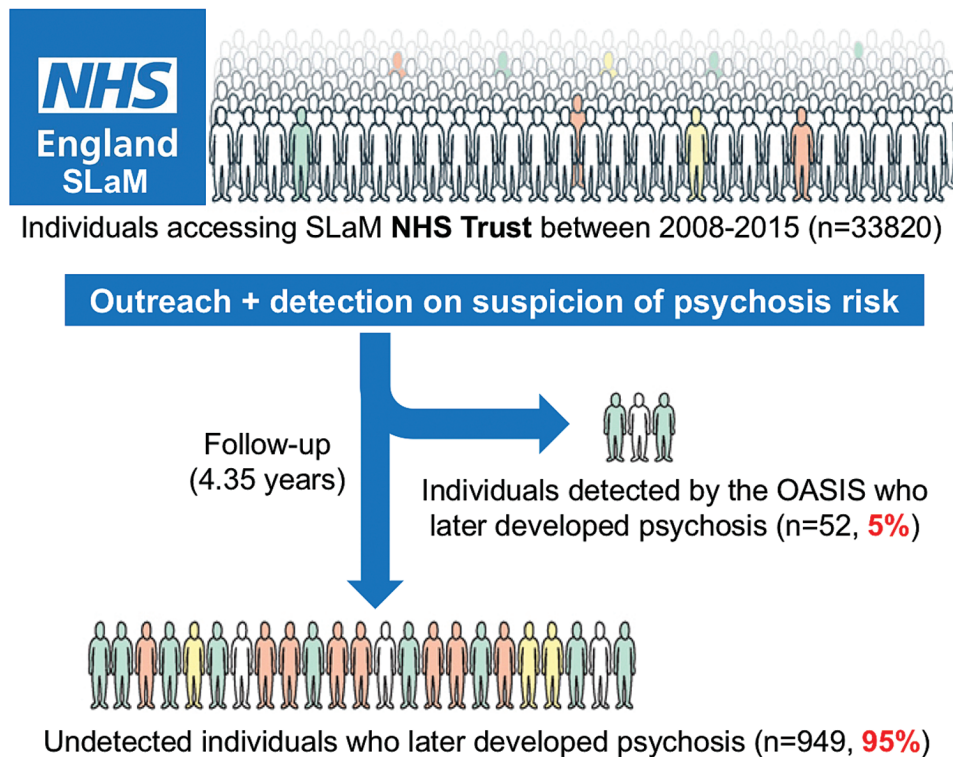 NHS
England
SLaM
Individuals accessing SLaM NHS Trust between 2008-2015 (n=33820)
Outreach + detection on suspicion of psychosis risk
Follow-up
(4.35 years)
Individuals detected by the OASIS who
later developed psychosis (n=52, 5%)
Undetected individuals who later developed psychosis (n=949, 95%)